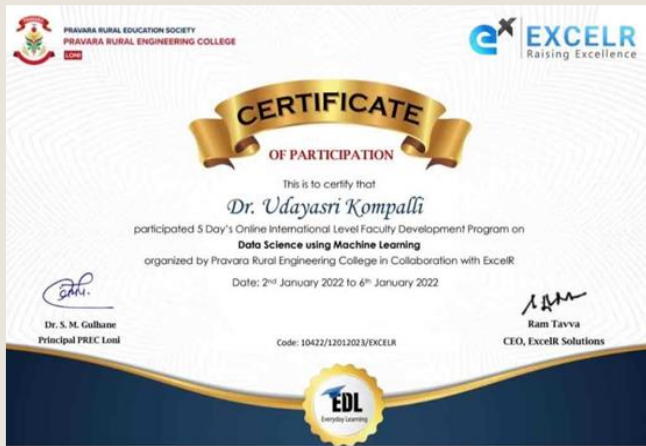 PRAVARA RURAL EDUCATION SOCIETY
PRAVARA RURAL ENGINEERING COLLEGE
LONI
EXCELR
Raising Excellence
CERTIFICATE
OF PARTICIPATION
This is to certify that
Dr. Udayasri Kompalli
participated 5 Day's Online International Level Faculty Development Program on
Data Science using Machine Learning
organized by Pravara Rural Engineering College in Collaboration with ExcelR
Date: 2nd January 2022 to 6th January 2022
Dr. S. M. Gulhane
Principal PREC Loni
Code: 10422/12012023/EXCELR
Ram Tavva
CEO, ExcelR Solutions
EDL
Everyday Learning